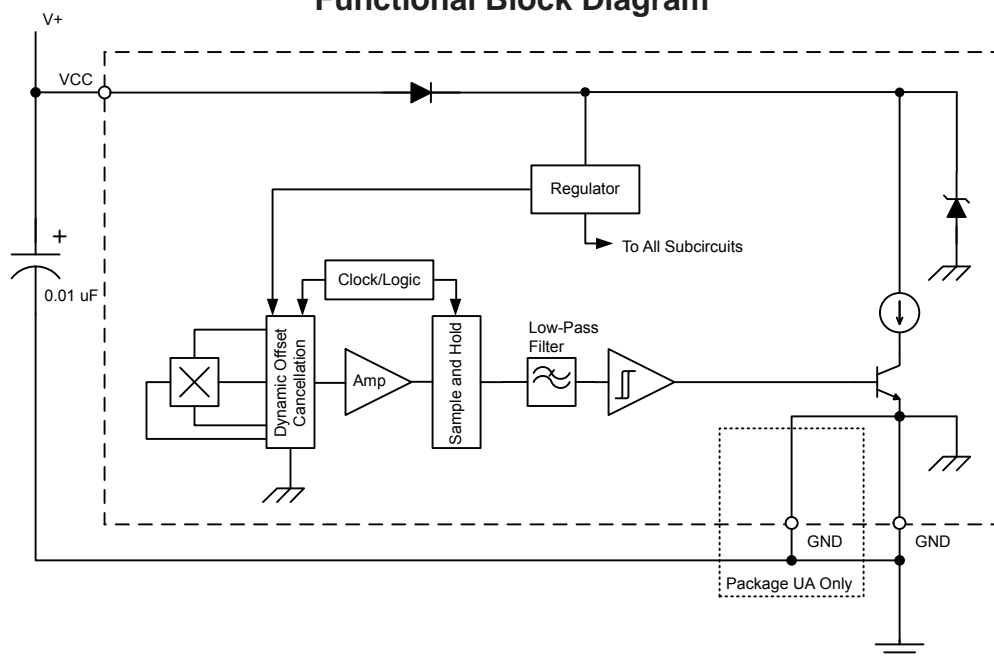 Functional Block Diagram
V+
VCC
Regulator
To All Subcircuits
+
0.01 uF
Clock/Logic
Dynamic Offset
Cancellation
Amp
Sample and Hold
Low-Pass
Filter
GND
GND
Package UA Only